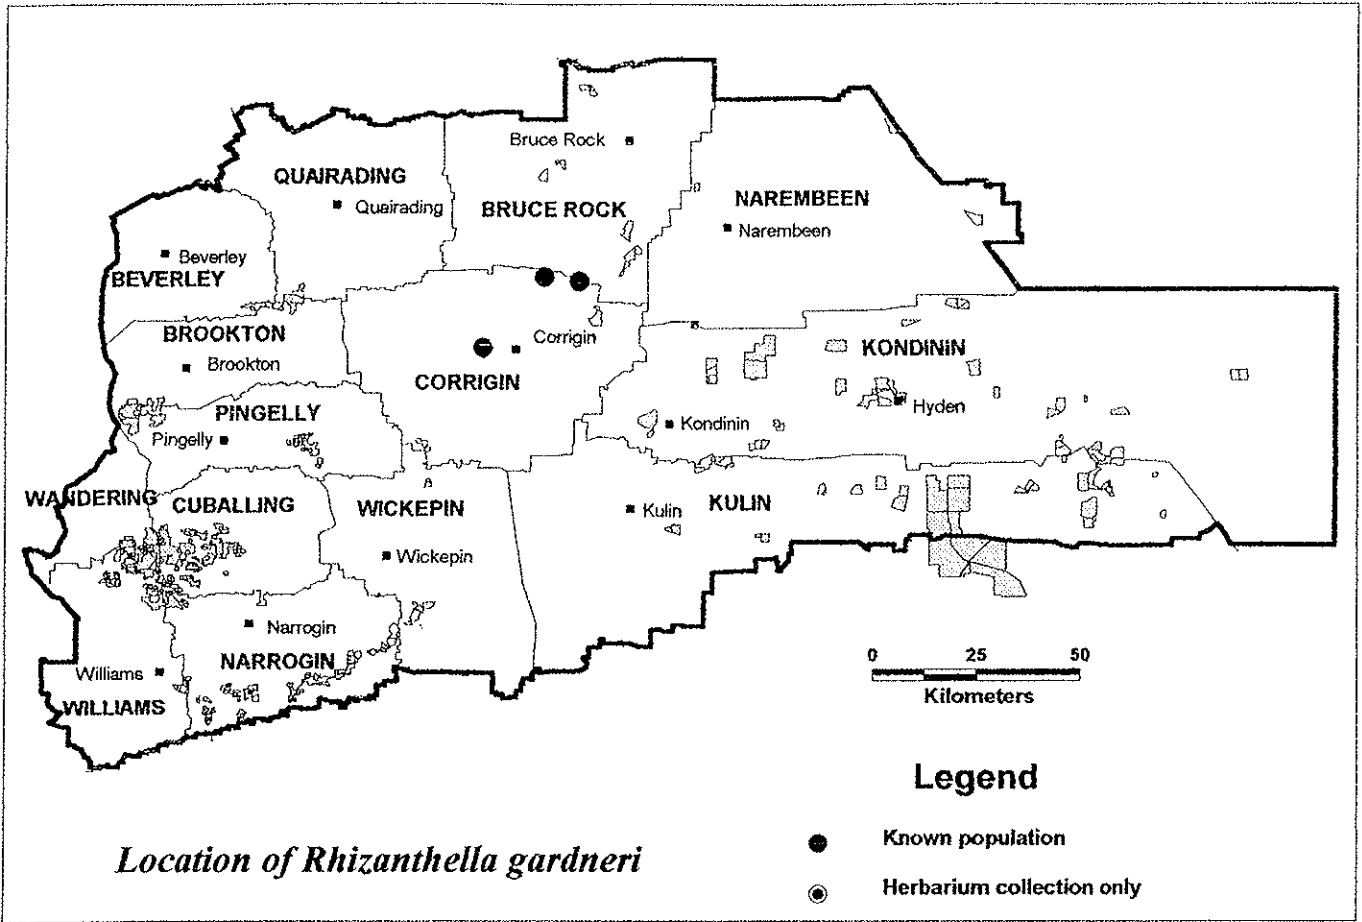 Bruce Rock
QUAIRADING
Quairading
BRUCE ROCK
NAREMBEEN
Narembeen
Beverley
BEVERLEY
BROOKTON
Brookton
Corrigin
CORRIGIN
KONDININ
Hyden
PINGELLY
Pingelly
Kondinin
WANDERING
CUBALLING
WICKEPIN
Kulin
KULIN
Wickepin
Narrogin
NARROGIN
Williams
WILLIAMS
0 25 50
Kilometers
Legend
Known population
Herbarium collection only
Location of Rhizanthella gardneri